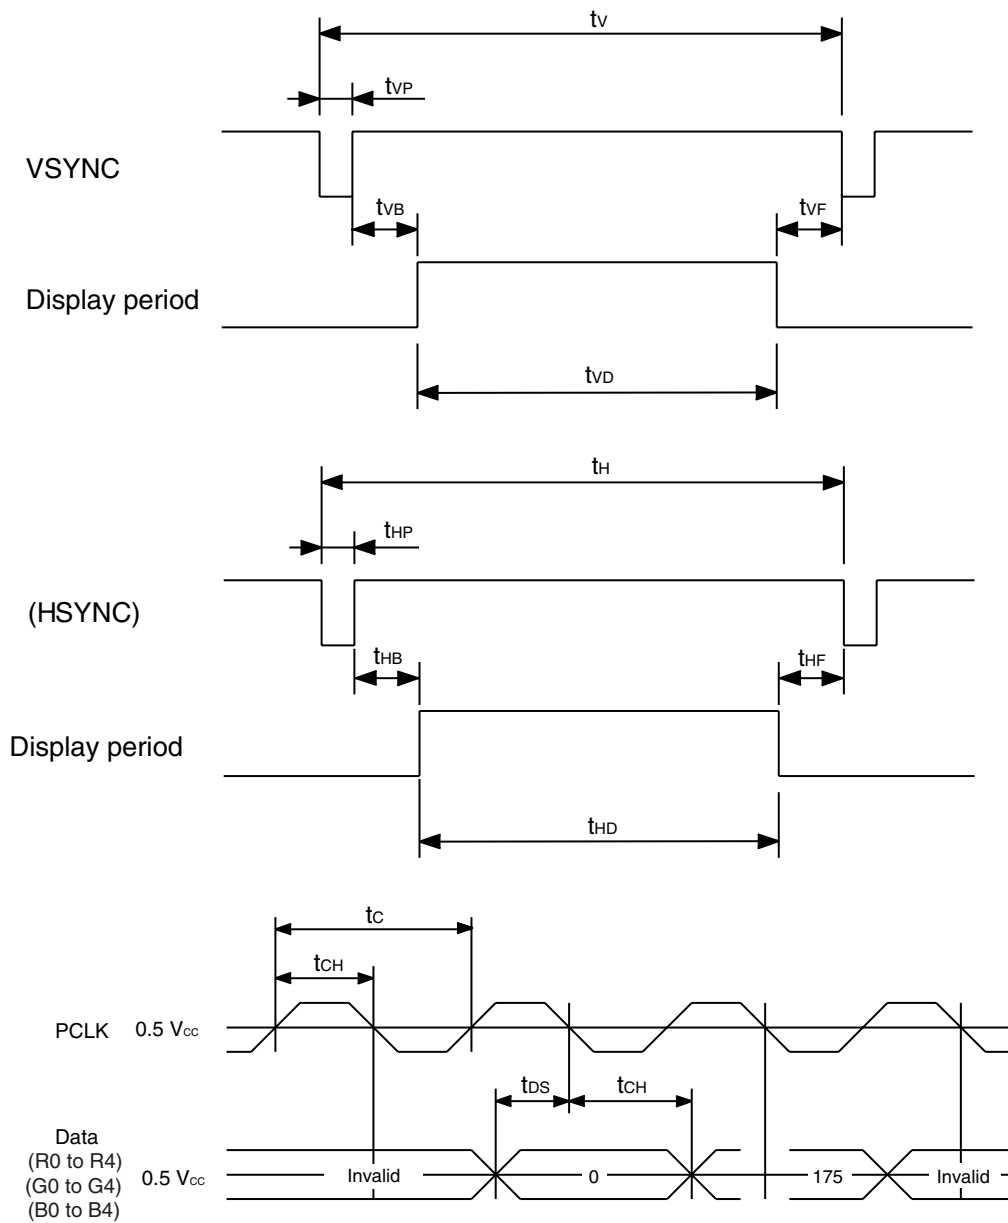 tV
tVP
VSYNC
tVB
tVF
Display period
tVD
tH
tHP
(HSYNC)
tHB
tHF
Display period
tHD
tC
tCH
PCLK 0.5 Vcc
tDS tCH
Data
(R0 to R4)
(G0 to G4)
(B0 to B4)
0.5 Vcc Invalid 0 175 Invalid